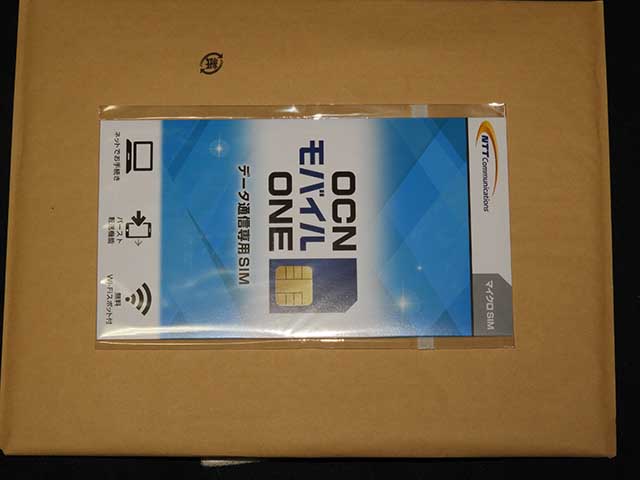 NTT Communications
マイクロSIM
OCN
モバイル
ONE
データ通信専用SIM
ネットでお手続き
バースト
転送機能
無料
Wi-Fiスポット付